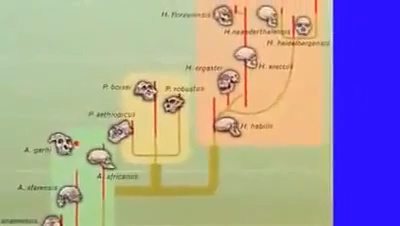 H. floresiensis
H. neanderthalensis
H. heidelbergensis
H. erectus
H. ergaster
P. boisei
P. robustus
P. aethiopicus
H. habilis
A. garhi
A. africanus
A. afarensis
anamensis